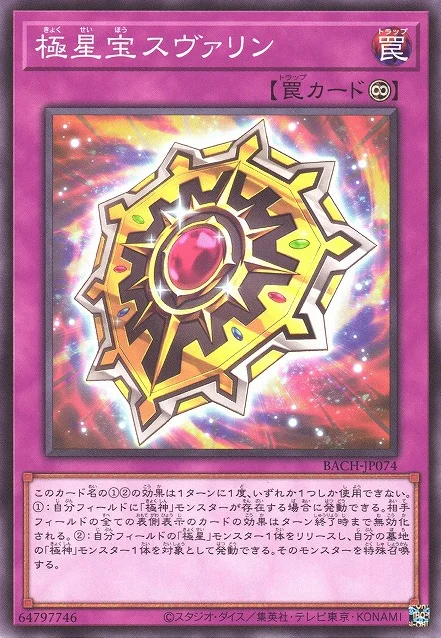 極星宝スヴァリン
罠
【罠カード】
BACH-JP074
このカード名の①②の効果は1ターンに1度、いずれか1つしか使用できない。
①：自分フィールドに「極神」モンスターが存在する場合に発動できる。相手
フィールドの全ての表側表示のカードの効果はターン終了時まで無効化
される。②：自分フィールドの「極星」モンスター1体をリリースし、自分の墓地
の「極神」モンスター1体を対象として発動できる。そのモンスターを特殊召喚
する。
64797746
©スタジオ・ダイス／集英社・テレビ東京・KONAMI